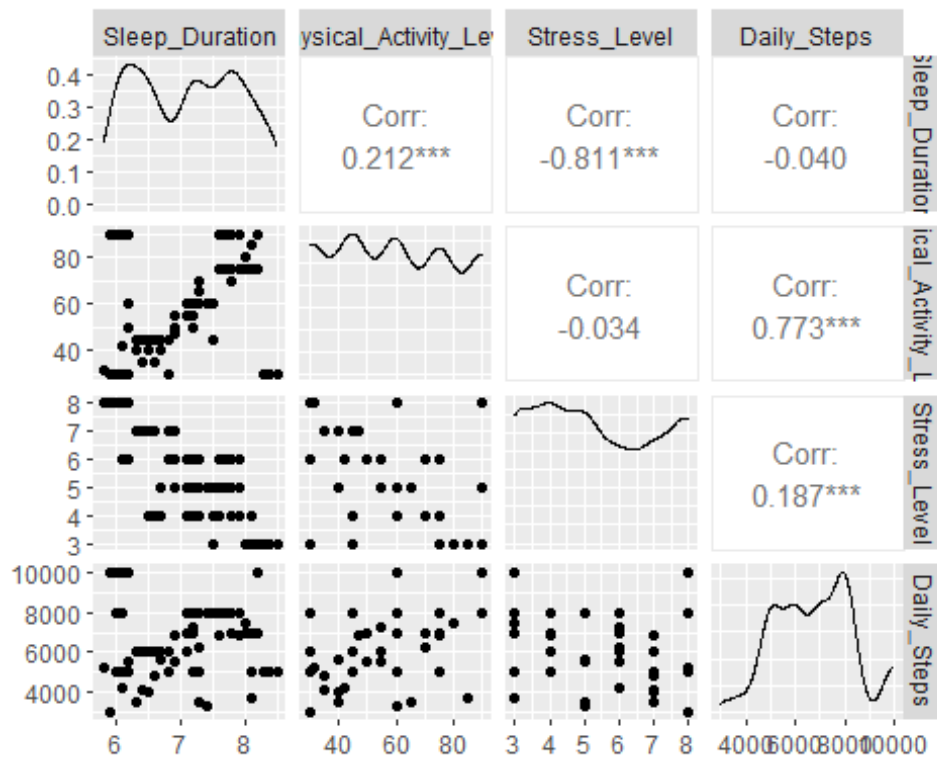 Sleep_Duration
ysical_Activity_Le
Stress_Level
Daily_Steps
0.4
0.3
0.2
0.1
0.0
Corr:
0.212***
Corr:
-0.811***
Corr:
-0.040
Sleep_Duration
80
60
40
Corr:
-0.034
Corr:
0.773***
ical_Activity_L
8
7
6
5
4
3
Corr:
0.187***
Stress_Level
10000
8000
6000
4000
Daily_Steps
6 7 8
40 60 80
3 4 5 6 7 8
4000 6000 8000 10000